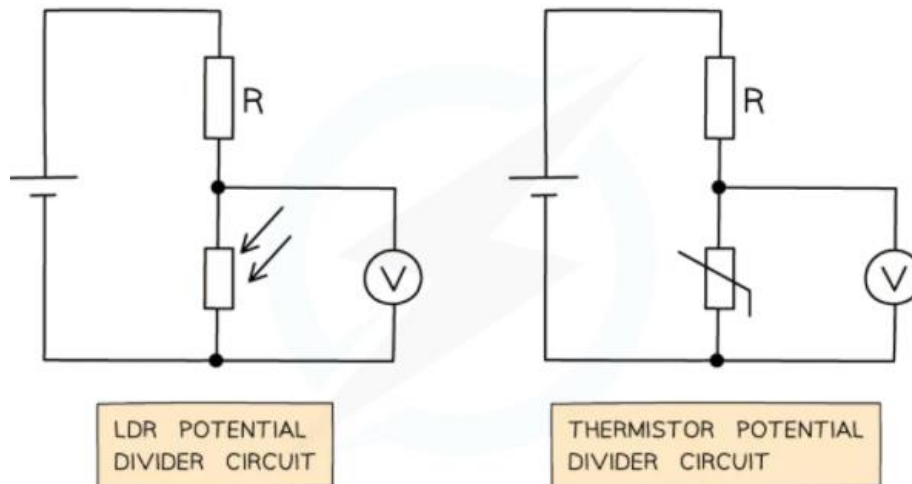 R
V
LDR POTENTIAL
DIVIDER CIRCUIT
R
V
THERMISTOR POTENTIAL
DIVIDER CIRCUIT